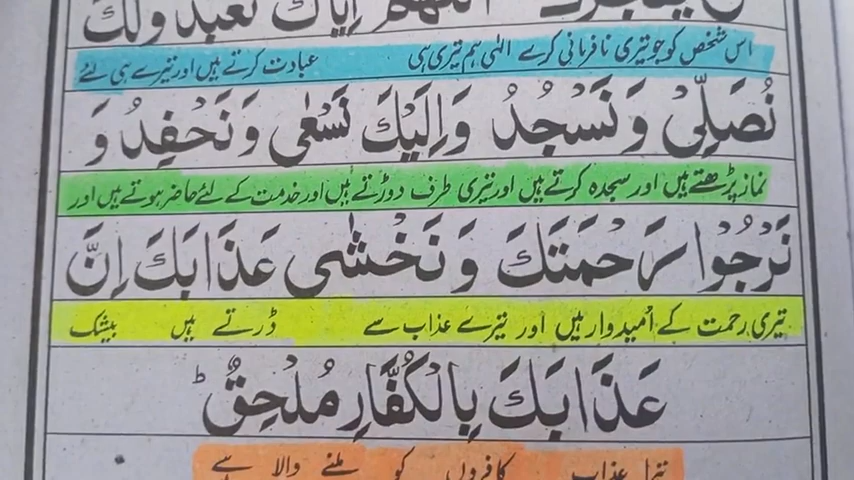 اَللّٰهُمَّ اِيَّاكَ نَعْبُدُ وَلَكَ
اس شخص کو جو تیری نافرمانی کرے الٰہی ہم تیری ہی عبادت کرتے ہیں اور تیرے ہی لئے
نُصَلِّىْ وَنَسْجُدُ وَاِلَيْكَ نَسْعٰى وَنَحْفِدُ وَ
نماز پڑھتے ہیں اور سجدہ کرتے ہیں اور تیری طرف دوڑتے ہیں اور خدمت کے لئے حاضر ہوتے ہیں اور
نَرْجُوْا رَحْمَتَكَ وَنَخْشٰى عَذَابَكَ اِنَّ
تیری رحمت کے اُمیدوار ہیں اور تیرے عذاب سے ڈرتے ہیں بیشک
عَذَابَكَ بِالْكُفَّارِ مُلْحِقٌ ؕ
تیرا عذاب کافروں کو ملنے والا ہے